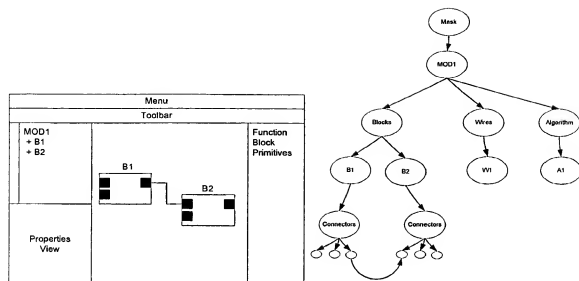 Menu
Toolbar
MOD1
+ B1
+ B2
Properties
View
B1
B2
Function
Block
Primitives
Mask
MOD1
Blocks
Wires
Algorithm
B1
B2
W1
A1
Connectors
Connectors